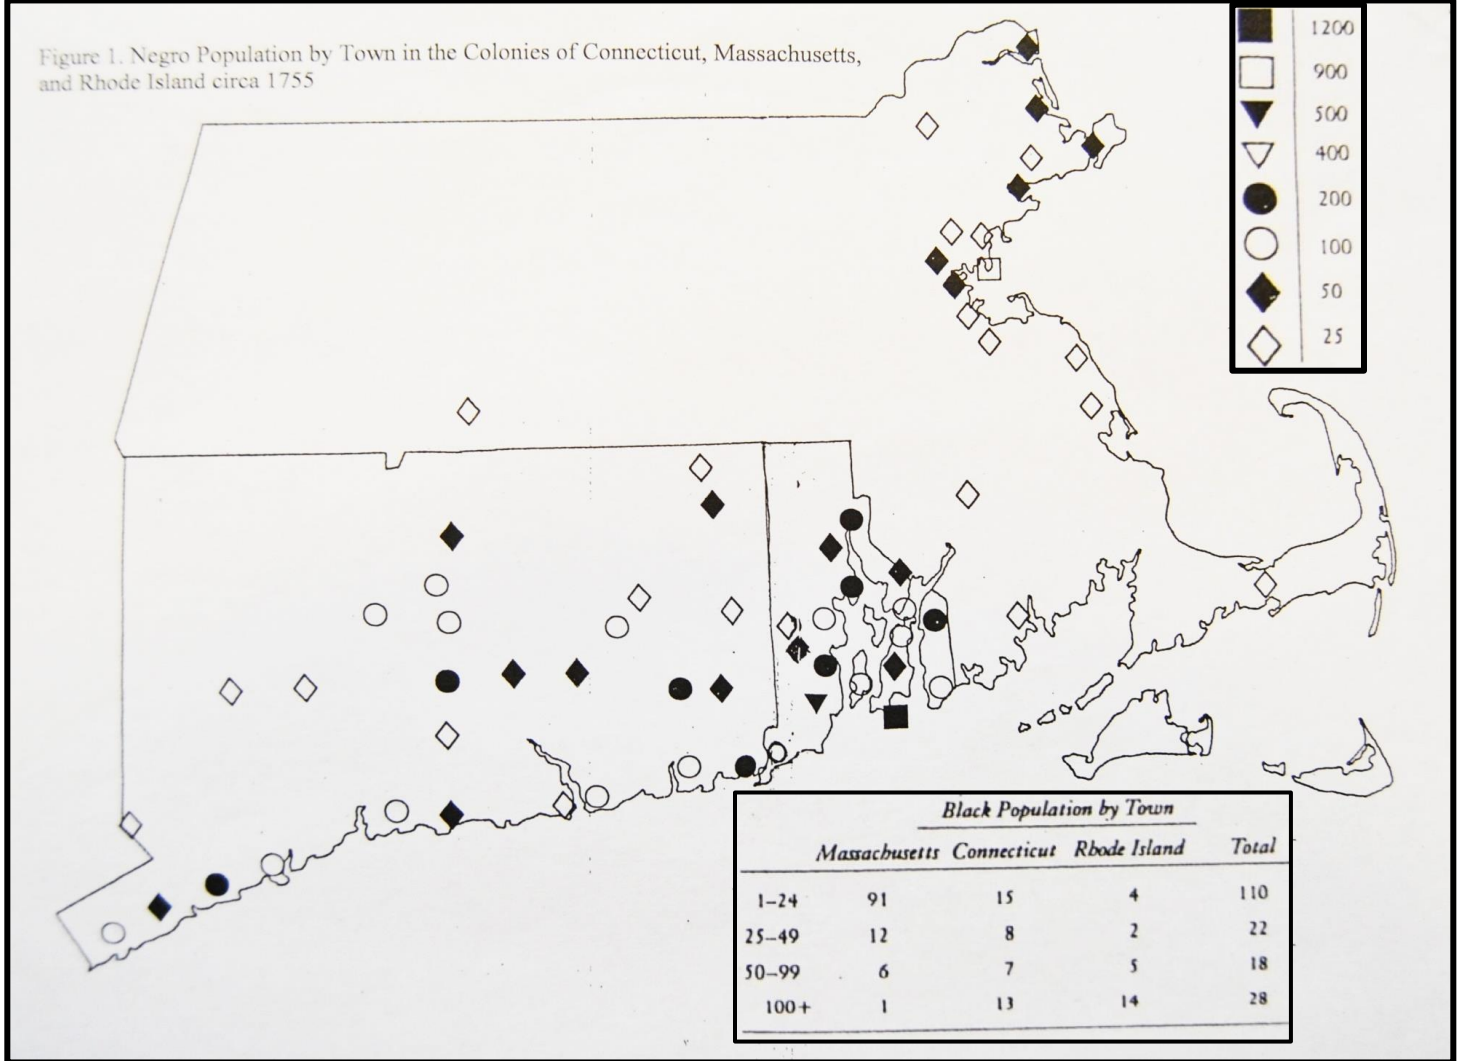 Figure 1. Negro Population by Town in the Colonies of Connecticut, Massachusetts,
and Rhode Island circa 1755
1200
900
500
400
200
100
50
25
Black Population by Town
Massachusetts Connecticut Rhode Island Total
1–24 91 15 4 110
25–49 12 8 2 22
50–99 6 7 5 18
100+ 1 13 14 28